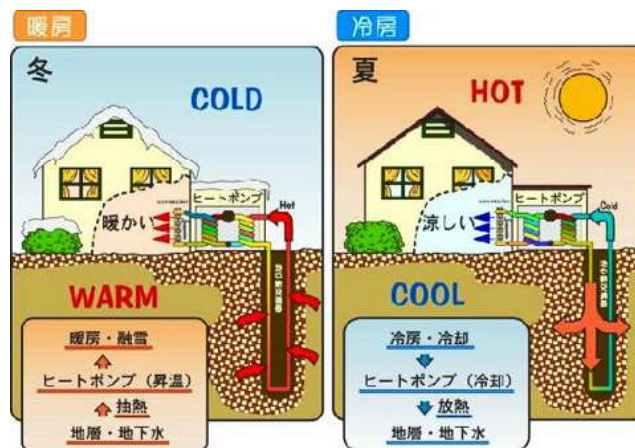 暖房
冬
COLD
ヒートポンプ
Hot
暖かい
WARM
暖房・融雪
ヒートポンプ（昇温）
抽熱
地層・地下水
冷房
夏
HOT
ヒートポンプ
Cold
涼しい
COOL
冷房・冷却
ヒートポンプ（冷却）
放熱
地層・地下水